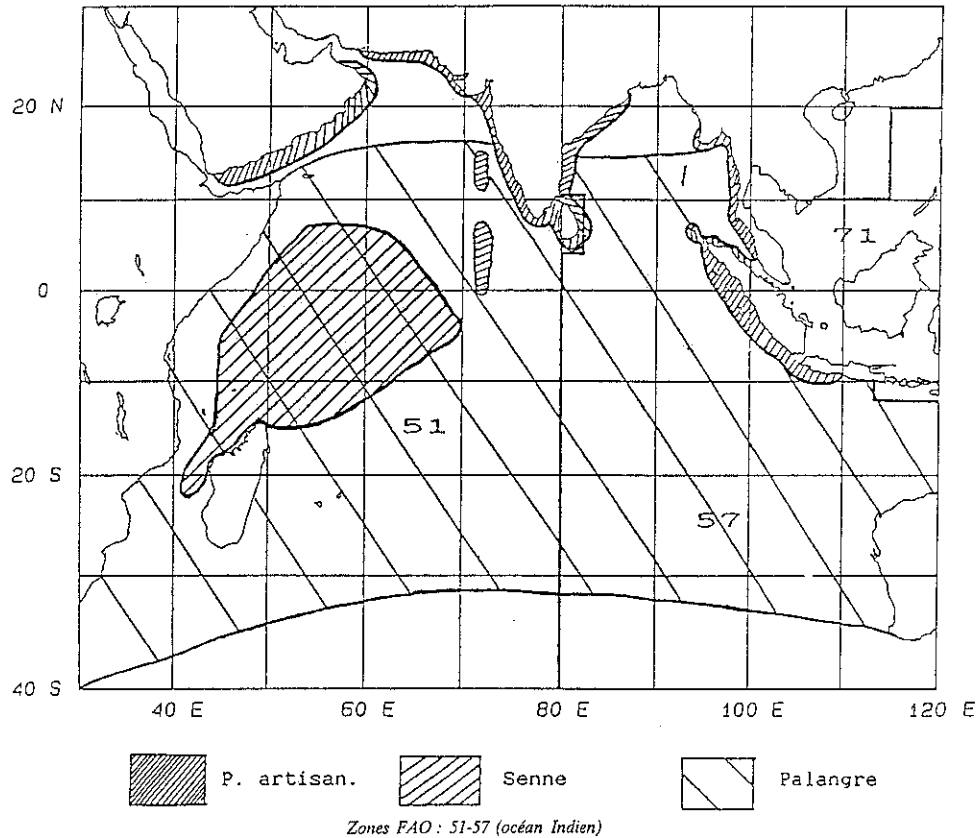 20 N
71
0
51
20 S
57
40 S
40 E 60 E 80 E 100 E 120 E
P. artisan. Senne Palangre
Zones FAO : 51-57 (océan Indien)